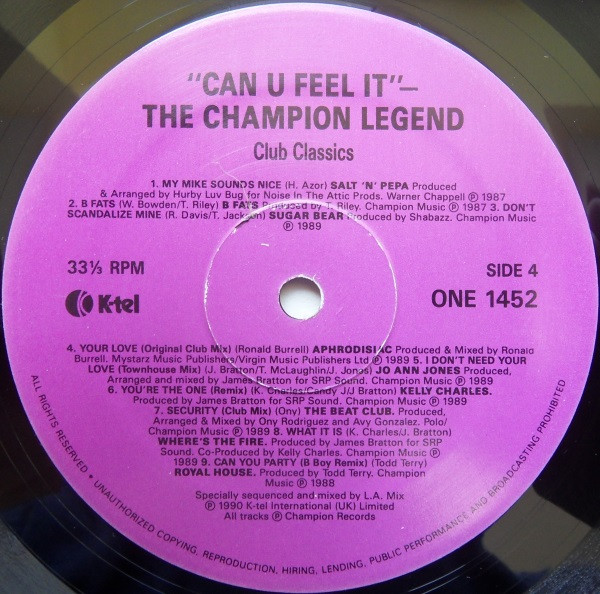 "CAN U FEEL IT"—
THE CHAMPION LEGEND
Club Classics
1. MY MIKE SOUNDS NICE (H. Azor) SALT 'N' PEPA Produced
& Arranged by Hurby Luv Bug for Noise In The Attic Prods. Warner Chappell ℗ 1987
2. B FATS (W. Bowden/T. Riley) B FATS Produced by T. Riley. Champion Music ℗ 1987 3. DON'T
SCANDALIZE MINE (R. Davis/T. Jackson) SUGAR BEAR Produced by Shabazz. Champion Music
℗ 1989
33⅓ RPM
SIDE 4
K-tel
ONE 1452
4. YOUR LOVE (Original Club Mix) (Ronald Burrell) APHRODISIAC Produced & Mixed by Ronald
Burrell. Mystarz Music Publishers/Virgin Music Publishers Ltd ℗ 1989 5. I DON'T NEED YOUR
LOVE (Townhouse Mix) (J. Bratton/T. McLaughlin/J. Jones) JO ANN JONES Produced,
Arranged and mixed by James Bratton for SRP Sound. Champion Music ℗ 1989
6. YOU'RE THE ONE (Remix) (K. Charles/Candy J/J Bratton) KELLY CHARLES.
Produced by James Bratton for SRP Sound. Champion Music ℗ 1989
7. SECURITY (Club Mix) (Ony) THE BEAT CLUB. Produced,
Arranged & Mixed by Ony Rodriguez and Avy Gonzalez. Polo/
Champion Music ℗ 1989 8. WHAT IT IS (K. Charles/J. Bratton)
WHERE'S THE FIRE. Produced by James Bratton for SRP
Sound. Co-Produced by Kelly Charles. Champion Music
℗ 1989 9. CAN YOU PARTY (B Boy Remix) (Todd Terry)
ROYAL HOUSE. Produced by Todd Terry. Champion
Music ℗ 1988
Specially sequenced and mixed by L.A. Mix
℗ 1990 K-tel International (UK) Limited
All tracks ℗ Champion Records
ALL RIGHTS RESERVED • UNAUTHORIZED COPYING, REPRODUCTION, HIRING, LENDING, PUBLIC PERFORMANCE AND BROADCASTING PROHIBITED